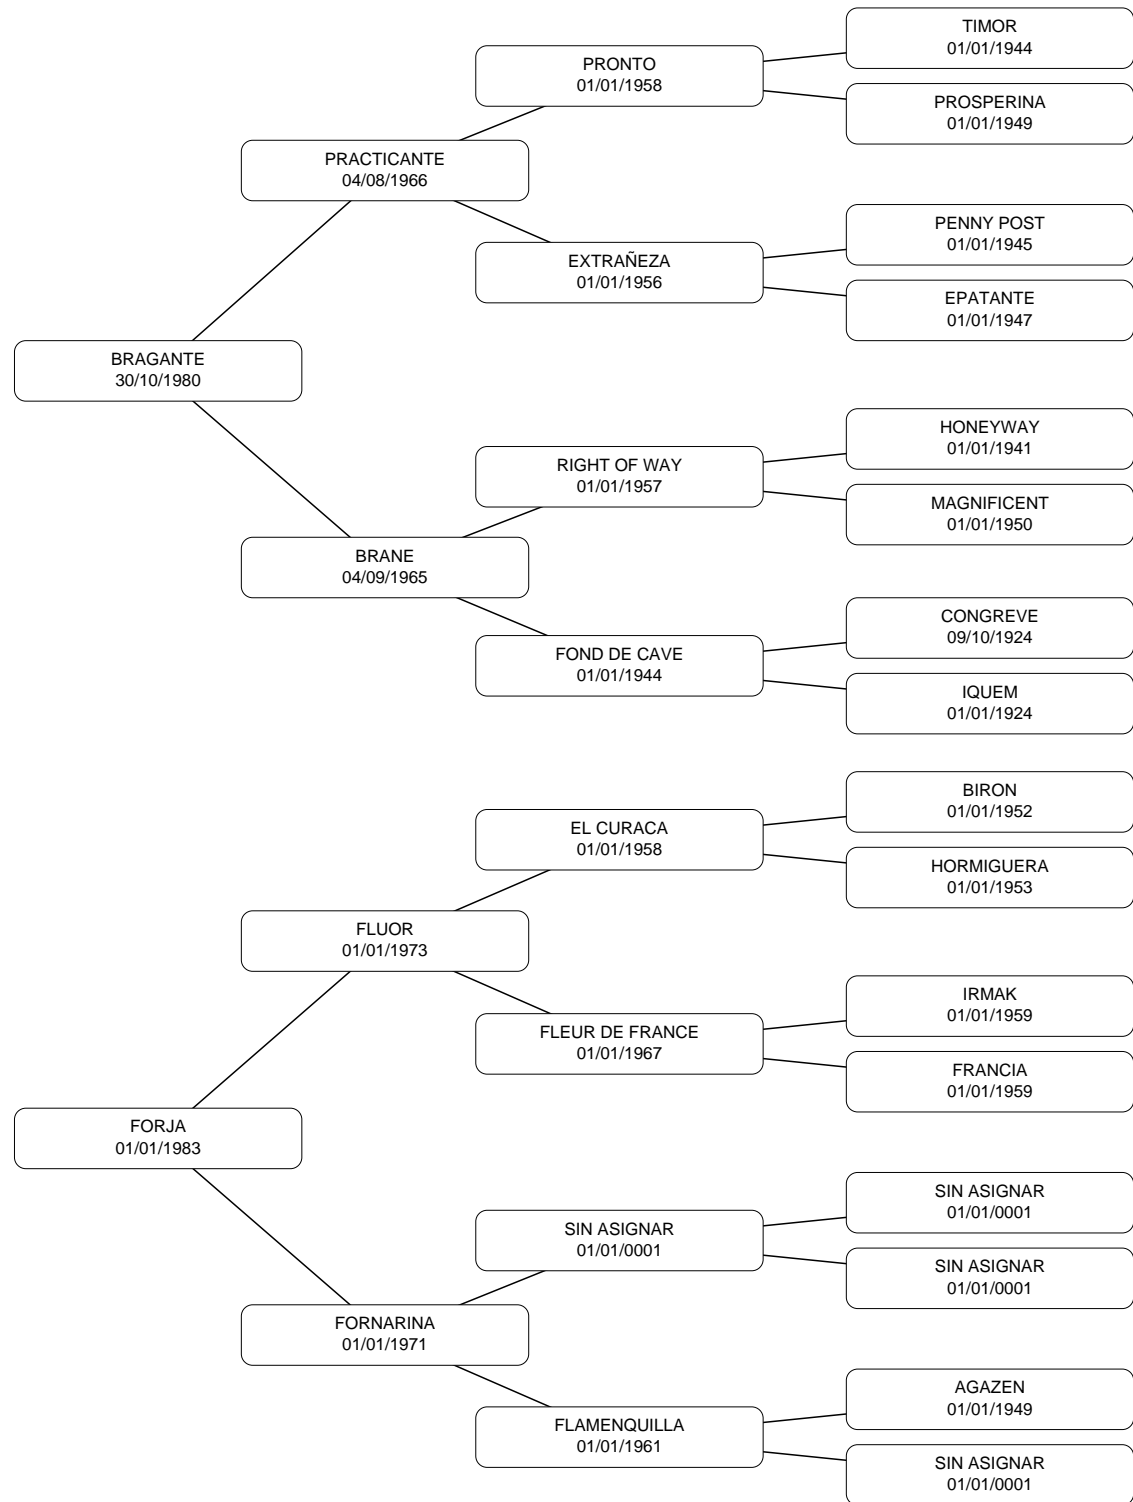 TIMOR
01/01/1944
PRONTO
01/01/1958
PROSPERINA
01/01/1949
PRACTICANTE
04/08/1966
PENNY POST
01/01/1945
EXTRAÑEZA
01/01/1956
EPATANTE
01/01/1947
BRAGANTE
30/10/1980
HONEYWAY
01/01/1941
RIGHT OF WAY
01/01/1957
MAGNIFICENT
01/01/1950
BRANE
04/09/1965
CONGREVE
09/10/1924
FOND DE CAVE
01/01/1944
IQUEM
01/01/1924
BIRON
01/01/1952
EL CURACA
01/01/1958
HORMIGUERA
01/01/1953
FLUOR
01/01/1973
IRMAK
01/01/1959
FLEUR DE FRANCE
01/01/1967
FRANCIA
01/01/1959
FORJA
01/01/1983
SIN ASIGNAR
01/01/0001
SIN ASIGNAR
01/01/0001
SIN ASIGNAR
01/01/0001
FORNARINA
01/01/1971
AGAZEN
01/01/1949
FLAMENQUILLA
01/01/1961
SIN ASIGNAR
01/01/0001